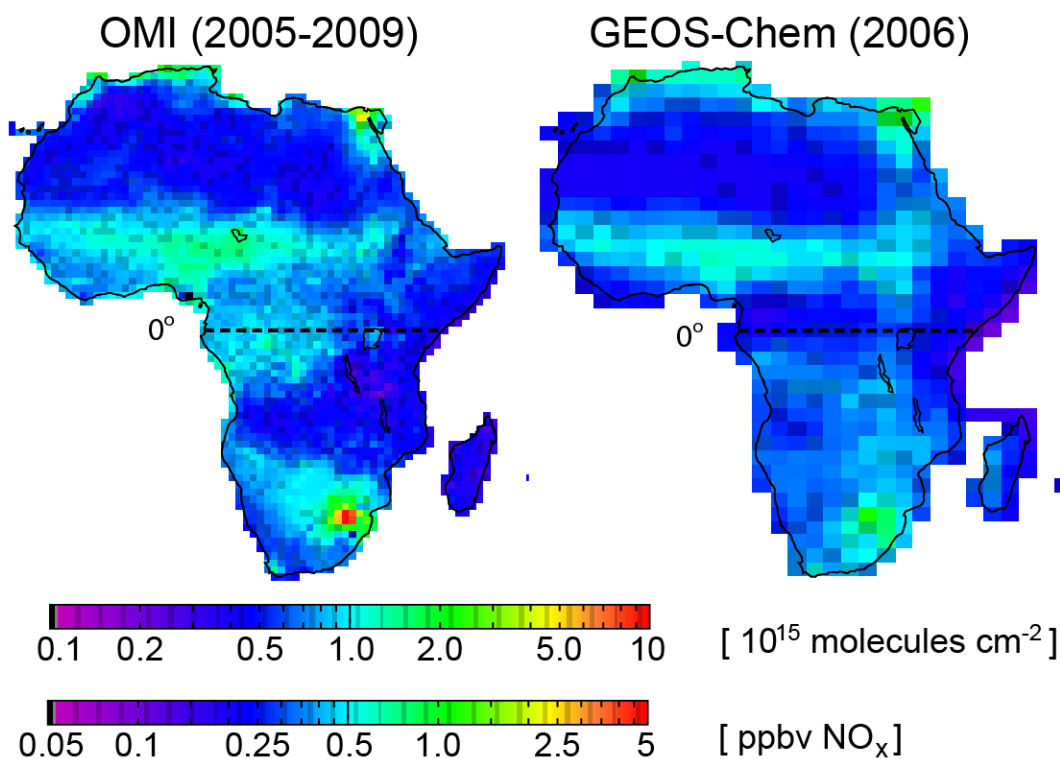 OMI (2005-2009)
GEOS-Chem (2006)
0°
0°
0.1 0.2 0.5 1.0 2.0 5.0 10
[ 10¹⁵ molecules cm⁻² ]
0.05 0.1 0.25 0.5 1.0 2.5 5
[ ppbv NOₓ]